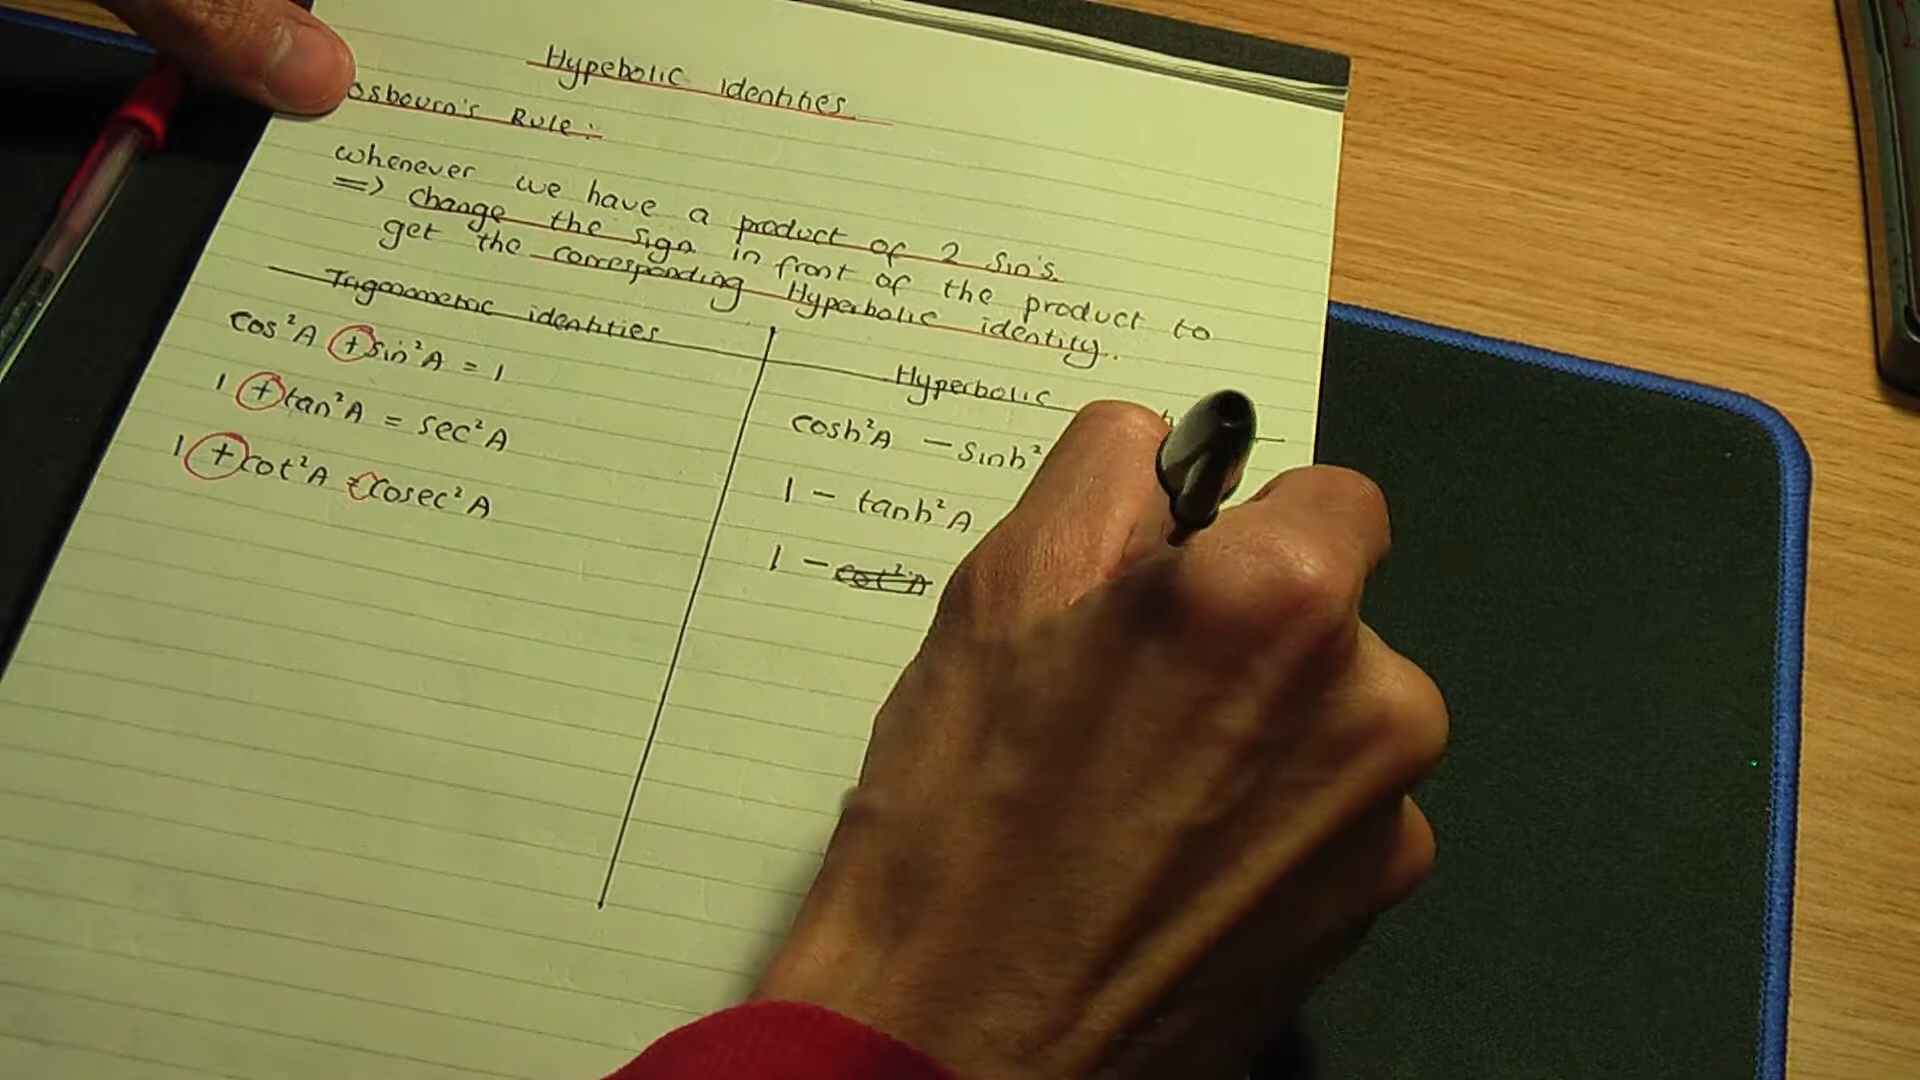 Hypebolic identities
osbourn's Rule:
whenever we have a product of 2 sin's.
=> change the sign in front of the product to
get the corresponding Hyperbolic identity.
Trigonometric identities
cos²A + sin²A = 1
1 + tan²A = sec²A
1 + cot²A = cosec²A
Hyperbolic
cosh²A - sinh²
1 - tanh²A
1 -